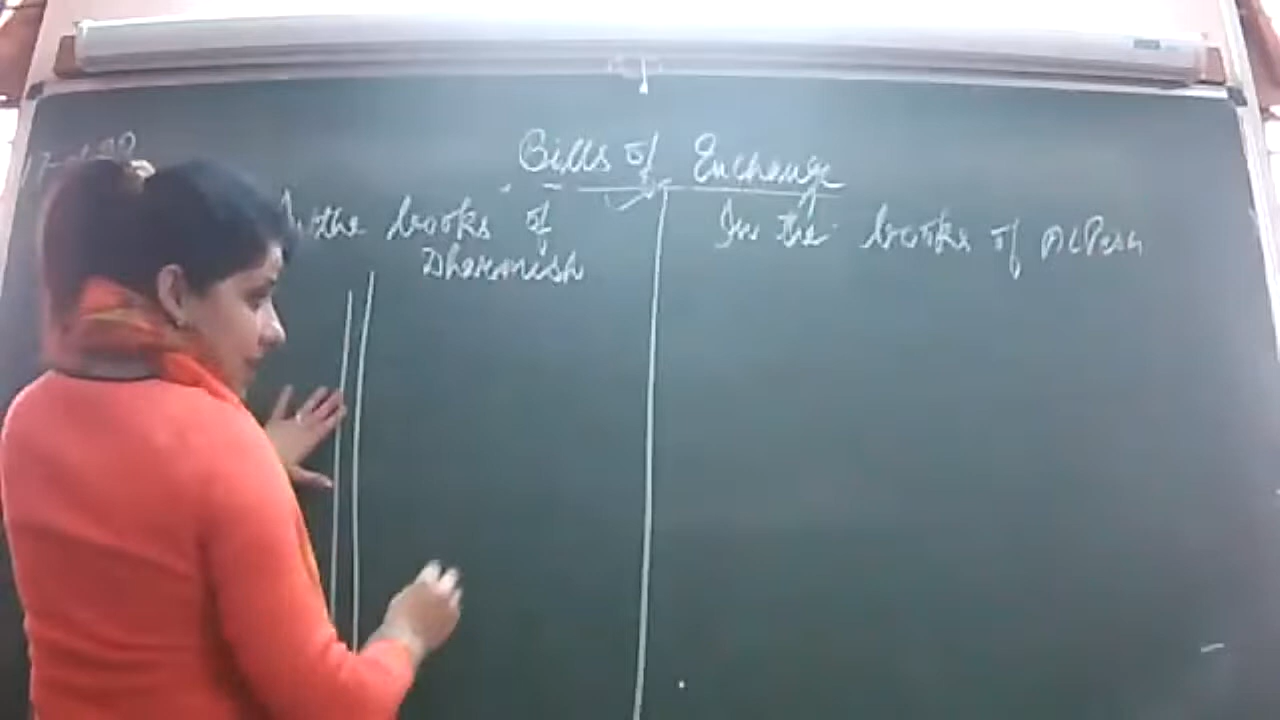 Bills of Exchange
In the books of
Dharmish
In the books of Alpesh